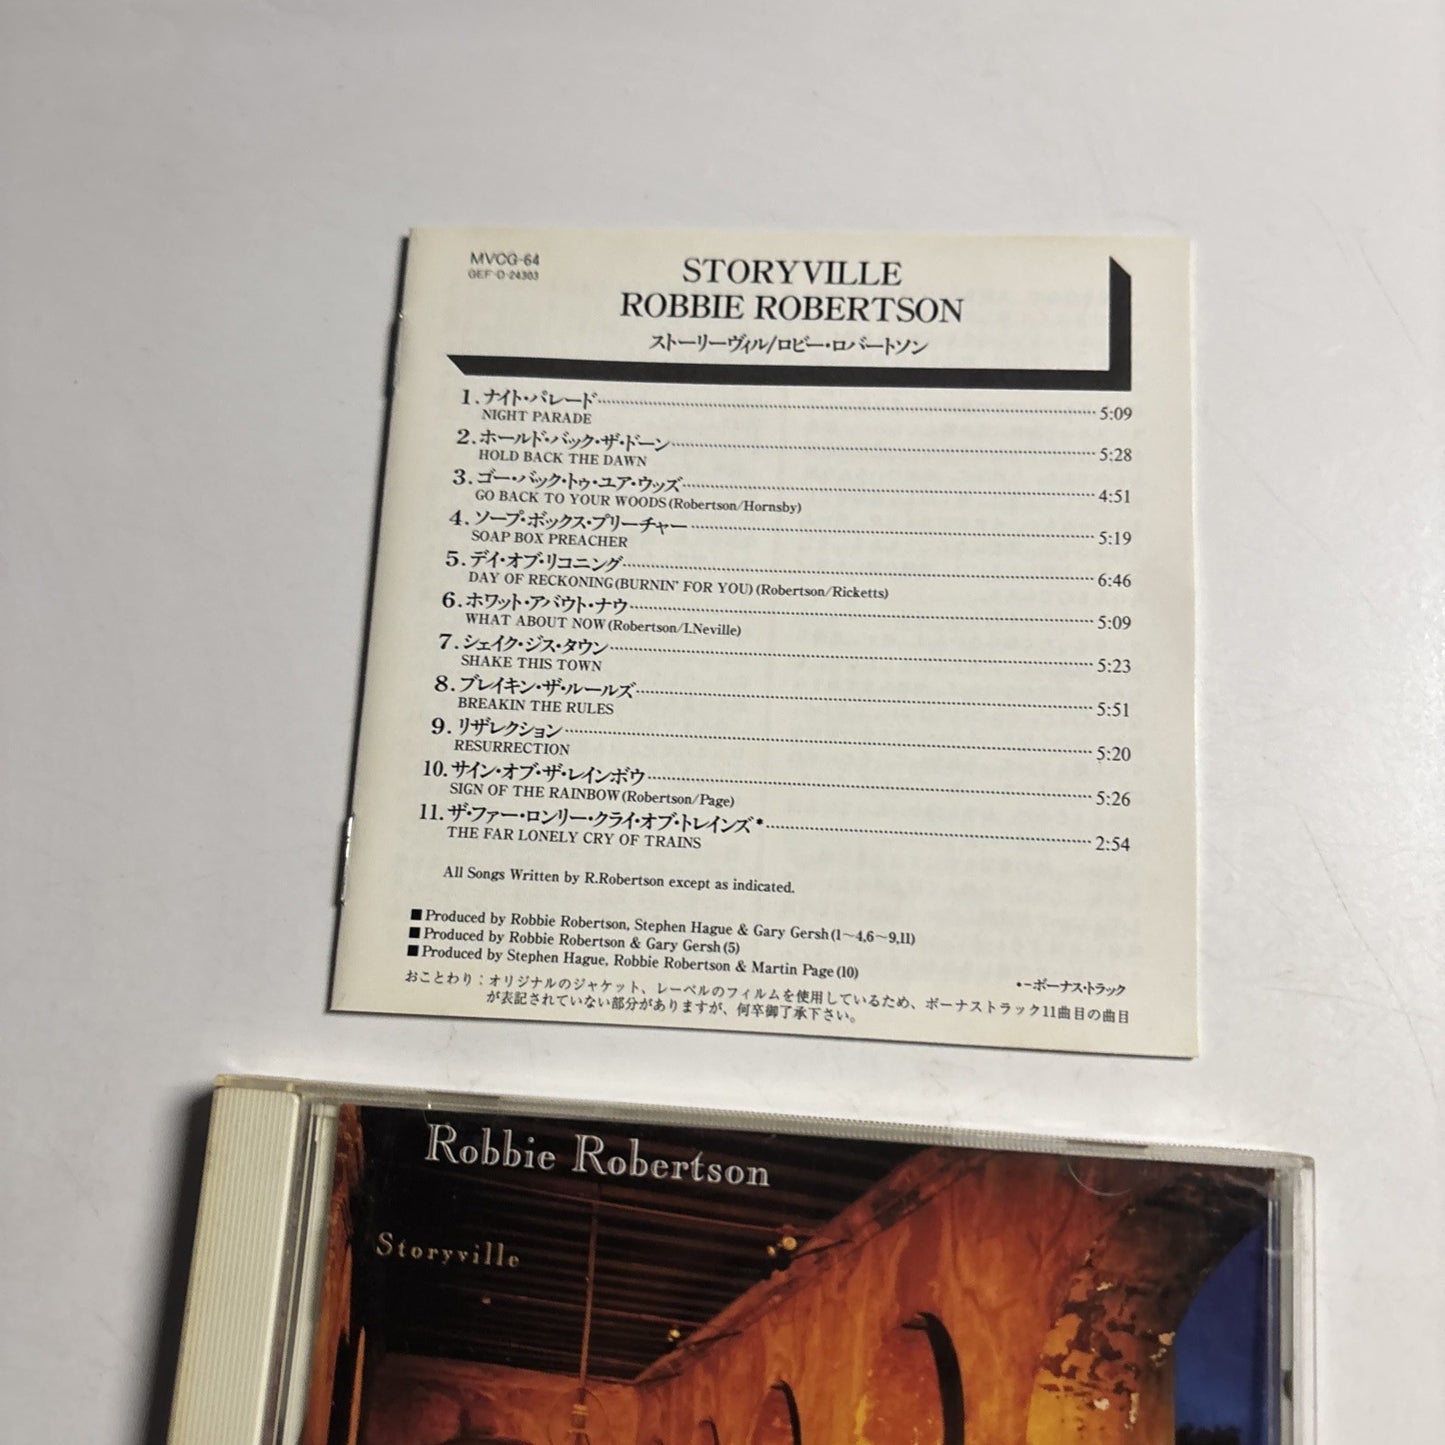 MVCG-64
GEF-D-24303
STORYVILLE
ROBBIE ROBERTSON
ストーリーヴィル/ロビー・ロバートソン
1. ナイト・パレード 5:09
NIGHT PARADE
2. ホールド・バック・ザ・ドーン 5:28
HOLD BACK THE DAWN
3. ゴー・バック・トゥ・ユア・ウッズ 4:51
GO BACK TO YOUR WOODS (Robertson/Hornsby)
4. ソープ・ボックス・プリーチャー 5:19
SOAP BOX PREACHER
5. デイ・オブ・リコニング 6:46
DAY OF RECKONING (BURNIN' FOR YOU) (Robertson/Ricketts)
6. ホワット・アバウト・ナウ 5:09
WHAT ABOUT NOW (Robertson/I.Neville)
7. シェイク・ジス・タウン 5:23
SHAKE THIS TOWN
8. ブレイキン・ザ・ルールズ 5:51
BREAKIN THE RULES
9. リザレクション 5:20
RESURRECTION
10. サイン・オブ・ザ・レインボウ 5:26
SIGN OF THE RAINBOW (Robertson/Page)
11. ザ・ファー・ロンリー・クライ・オブ・トレインズ* 2:54
THE FAR LONELY CRY OF TRAINS
All Songs Written by R.Robertson except as indicated.
■Produced by Robbie Robertson, Stephen Hague & Gary Gersh (1〜4,6〜9,11)
■Produced by Robbie Robertson & Gary Gersh (5)
■Produced by Stephen Hague, Robbie Robertson & Martin Page (10)
*-ボーナス・トラック
おことわり：オリジナルのジャケット、レーベルのフィルムを使用しているため、ボーナストラック11曲目の曲目
が表記されていない部分がありますが、何卒御了承下さい。
Robbie Robertson
Storyville